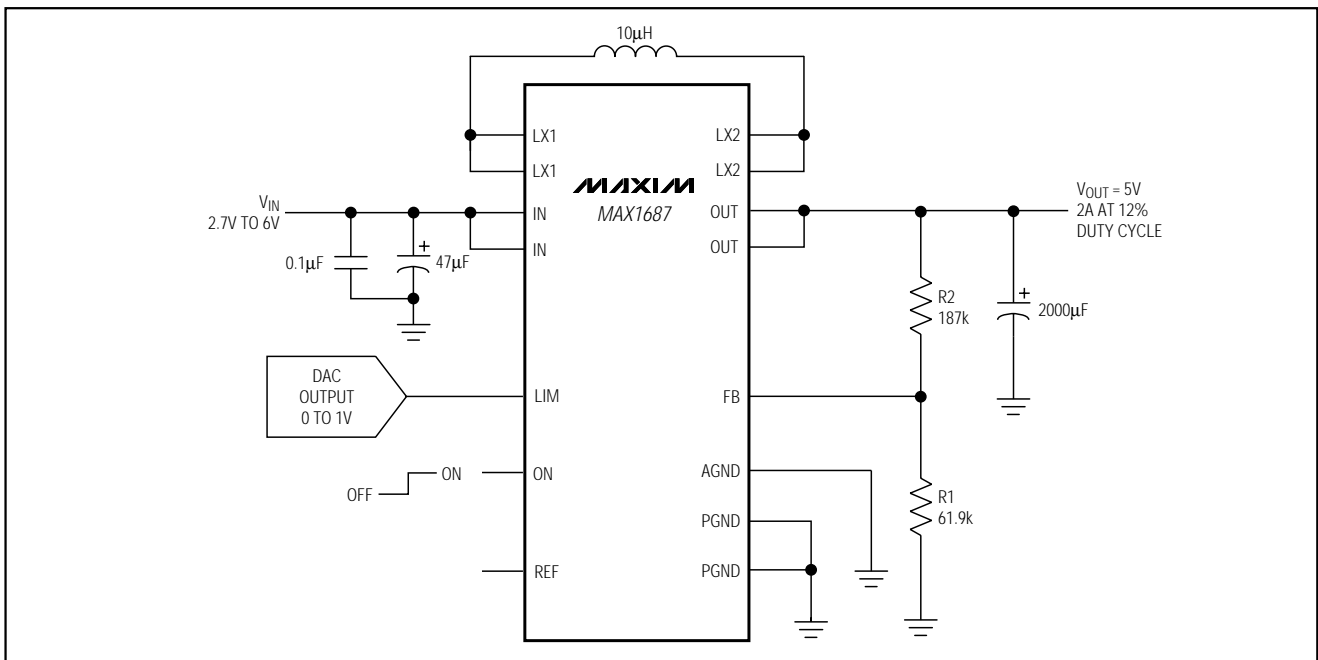 10μH
LX1
LX2
LX1
LX2
MAXIM
MAX1687
VIN
2.7V TO 6V
IN
OUT
VOUT = 5V
2A AT 12%
DUTY CYCLE
IN
OUT
0.1μF
47μF
+
R2
187k
+
2000μF
DAC
OUTPUT
0 TO 1V
LIM
FB
OFF
ON
ON
AGND
R1
61.9k
PGND
REF
PGND